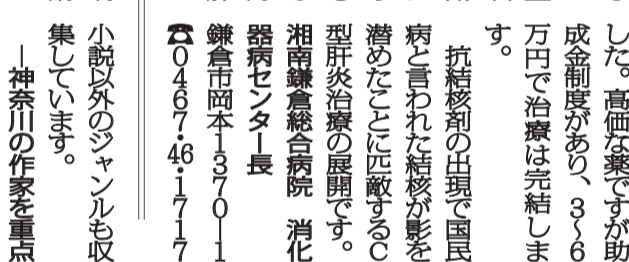 した。高価な薬ですが助
成金制度があり、3~6
万円で治療は完結しま
す。
抗結核剤の出現で国民
病と言われた結核が影を
潜めたことに匹敵するC
型肝炎治療の展開です。
湘南鎌倉総合病院 消化
器病センター長
鎌倉市岡本1370―1
☎0467・46・1717
小説以外のジャンルも収
集しています。
―神奈川の作家を重点